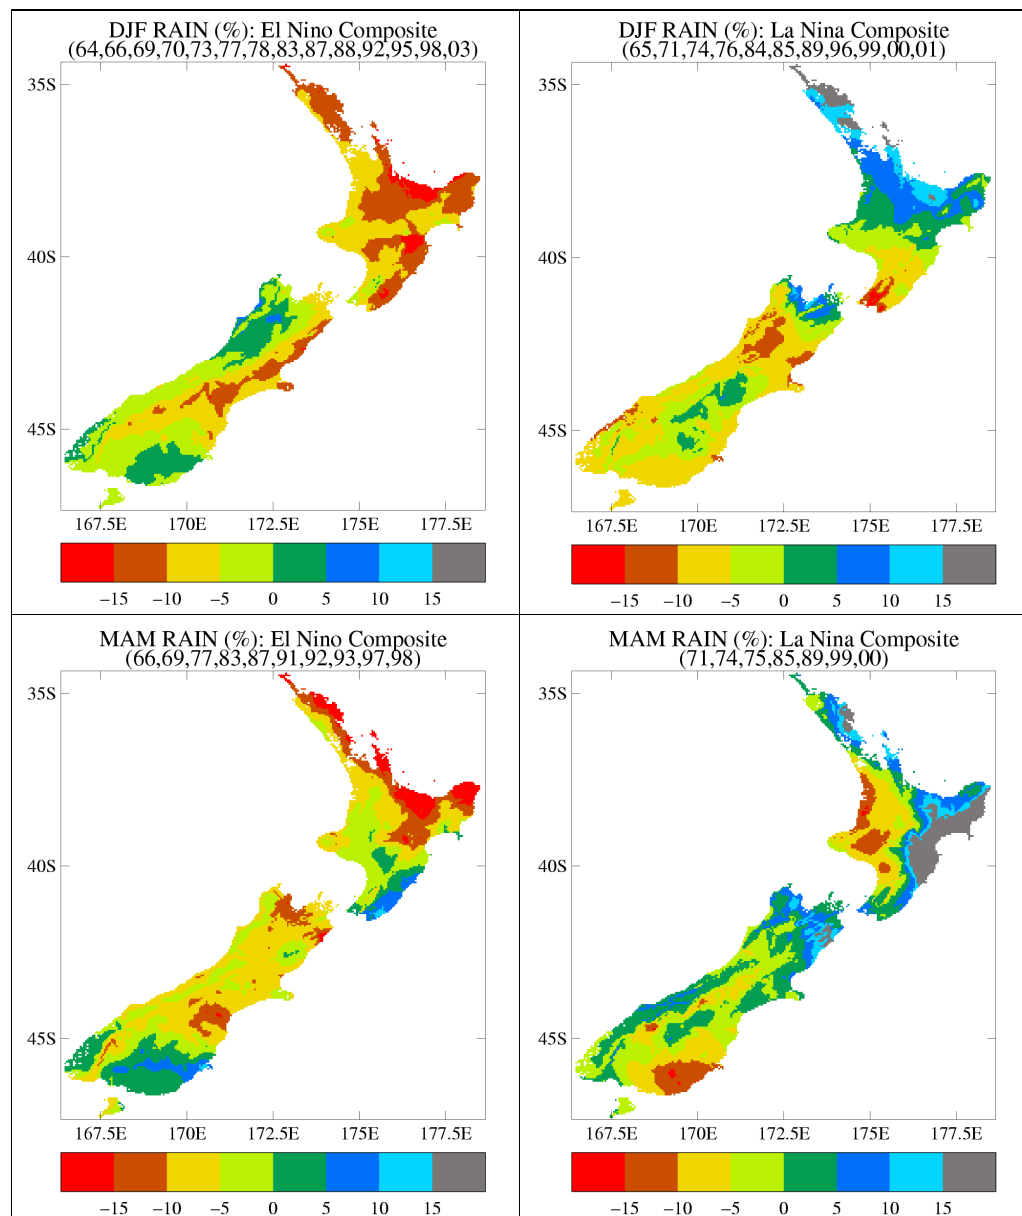 DJF RAIN (%): El Nino Composite
(64,66,69,70,73,77,78,83,87,88,92,95,98,03)
35S
40S
45S
167.5E 170E 172.5E 175E 177.5E
−15 −10 −5 0 5 10 15
DJF RAIN (%): La Nina Composite
(65,71,74,76,84,85,89,96,99,00,01)
35S
40S
45S
167.5E 170E 172.5E 175E 177.5E
−15 −10 −5 0 5 10 15
MAM RAIN (%): El Nino Composite
(66,69,77,83,87,91,92,93,97,98)
35S
40S
45S
167.5E 170E 172.5E 175E 177.5E
−15 −10 −5 0 5 10 15
MAM RAIN (%): La Nina Composite
(71,74,75,85,89,99,00)
35S
40S
45S
167.5E 170E 172.5E 175E 177.5E
−15 −10 −5 0 5 10 15